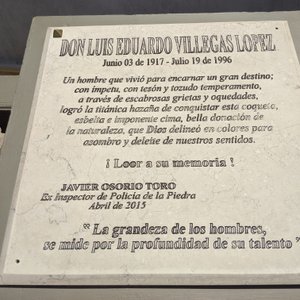 DON LUIS EDUARDO VILLEGAS LOPEZ
Junio 03 de 1917 - Julio 19 de 1996
Un hombre que vivió para encarnar un gran destino;
con ímpetu, con tesón y tozudo temperamento,
a través de escabrosas grietas y oquedades,
logró la titánica hazaña de conquistar esta coqueta,
esbelta e imponente cima, bella donación de
la naturaleza, que Dios delineó en colores para
asombro y deleite de nuestros sentidos.
¡ Loor a su memoria !
JAVIER OSORIO TORO
Ex Inspector de Policía de la Piedra
Abril de 2015
" La grandeza de los hombres,
se mide por la profundidad de su talento "